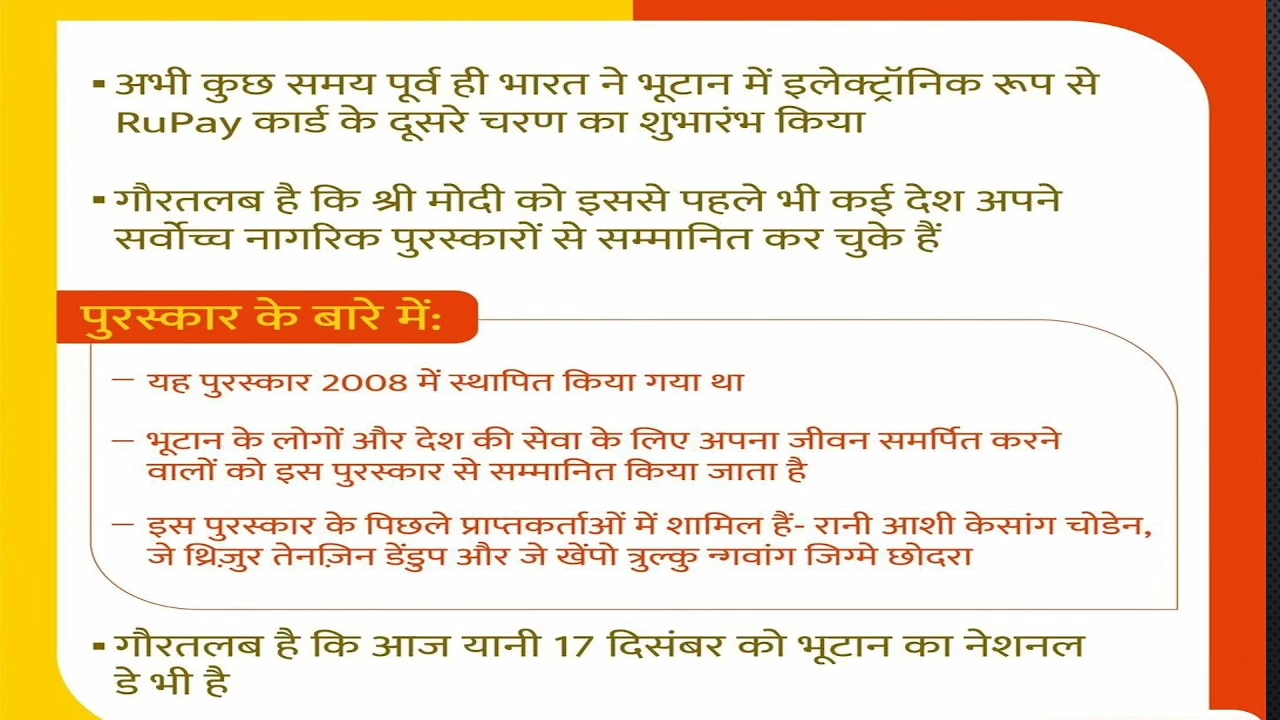 ▪ अभी कुछ समय पूर्व ही भारत ने भूटान में इलेक्ट्रॉनिक रूप से
RuPay कार्ड के दूसरे चरण का शुभारंभ किया
▪ गौरतलब है कि श्री मोदी को इससे पहले भी कई देश अपने
सर्वोच्च नागरिक पुरस्कारों से सम्मानित कर चुके हैं
पुरस्कार के बारे में:
– यह पुरस्कार 2008 में स्थापित किया गया था
– भूटान के लोगों और देश की सेवा के लिए अपना जीवन समर्पित करने
वालों को इस पुरस्कार से सम्मानित किया जाता है
– इस पुरस्कार के पिछले प्राप्तकर्ताओं में शामिल हैं- रानी आशी केसांग चोडेन,
जे थ्रिज़ुर तेनज़िन डेंडुप और जे खेंपो त्रुल्कु न्गवांग जिग्मे छोदरा
▪ गौरतलब है कि आज यानी 17 दिसंबर को भूटान का नेशनल
डे भी है